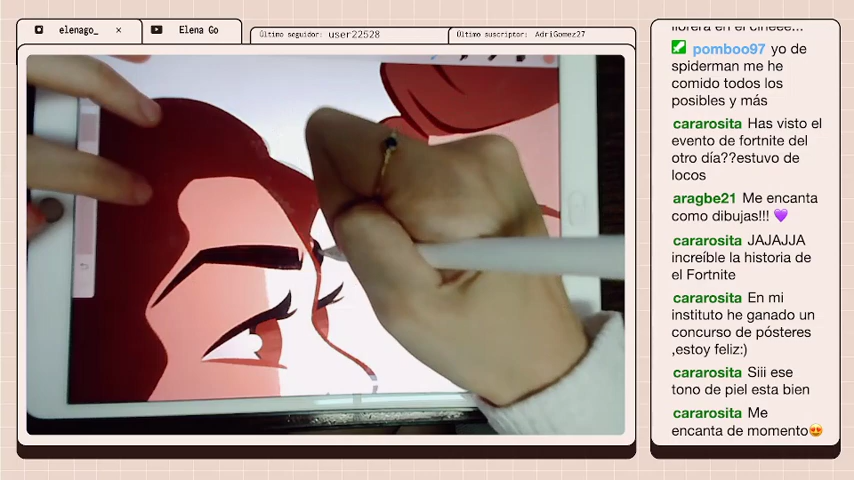 elenago_ ×
Elena Go
Último seguidor: user22528
Último suscriptor: AdriGomez27
pomboo97 yo de
spiderman me he
comido todos los
posibles y más
cararosita Has visto el
evento de fortnite del
otro día??estuvo de
locos
aragbe21 Me encanta
como dibujas!!! 💜
cararosita JAJAJJA
increíble la historia de
el Fortnite
cararosita En mi
instituto he ganado un
concurso de pósteres
,estoy feliz:)
cararosita Siii ese
tono de piel esta bien
cararosita Me
encanta de momento😍